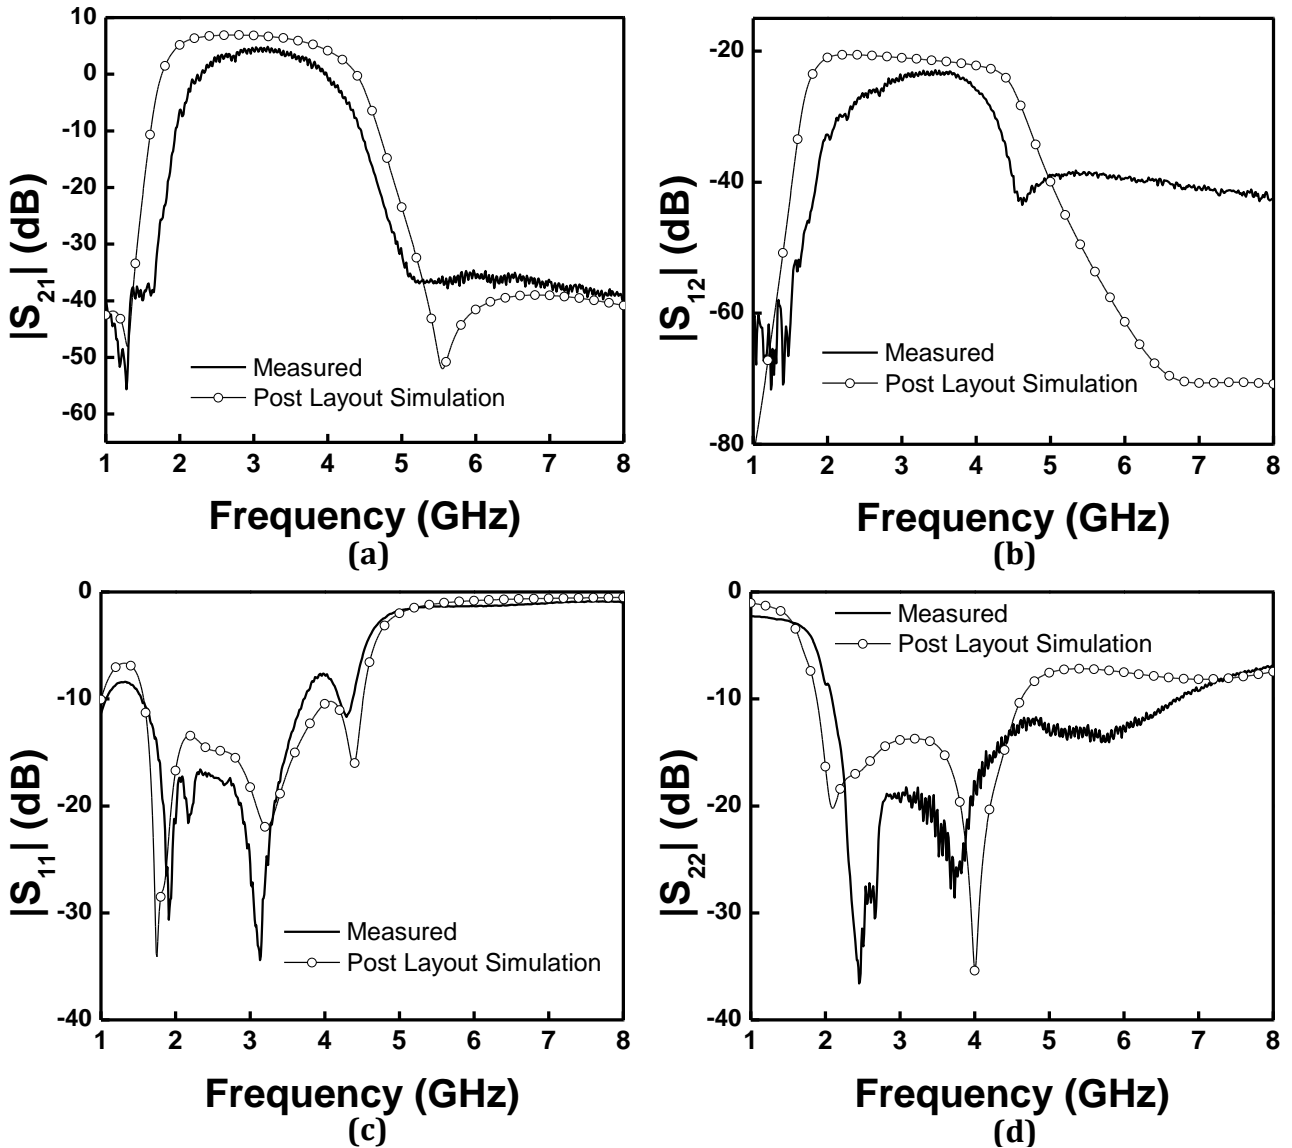 10
0
-10
-20
-30
-40
-50
-60
|S21| (dB)
Measured
Post Layout Simulation
1 2 3 4 5 6 7 8
Frequency (GHz)
(a)
-20
-40
-60
-80
|S12| (dB)
Measured
Post Layout Simulation
1 2 3 4 5 6 7 8
Frequency (GHz)
(b)
0
-10
-20
-30
-40
|S11| (dB)
Measured
Post Layout Simulation
1 2 3 4 5 6 7 8
Frequency (GHz)
(c)
0
-10
-20
-30
-40
|S22| (dB)
Measured
Post Layout Simulation
1 2 3 4 5 6 7 8
Frequency (GHz)
(d)